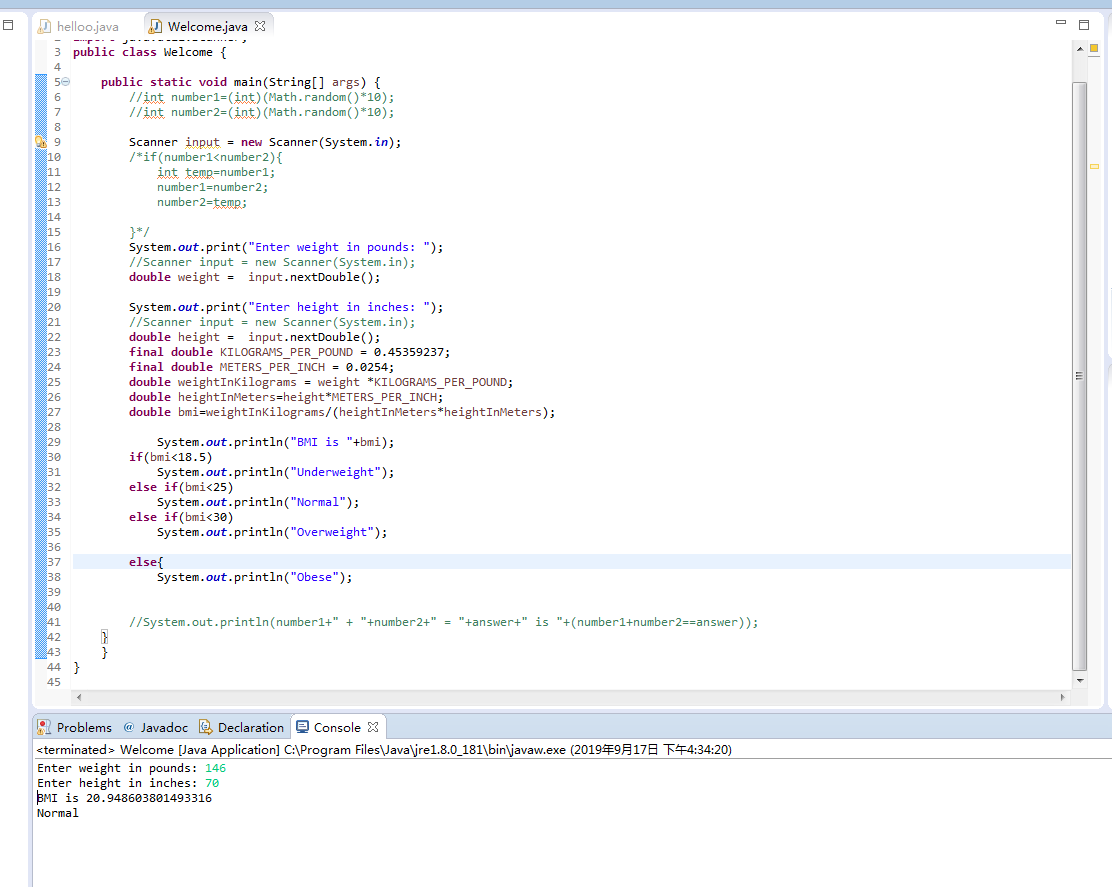 helloo.java
Welcome.java
3 public class Welcome {
4
5 public static void main(String[] args) {
6 //int number1=(int)(Math.random()*10);
7 //int number2=(int)(Math.random()*10);
8
9 Scanner input = new Scanner(System.in);
10 /*if(number1<number2){
11 int temp=number1;
12 number1=number2;
13 number2=temp;
14
15 }*/
16 System.out.print("Enter weight in pounds: ");
17 //Scanner input = new Scanner(System.in);
18 double weight =  input.nextDouble();
19
20 System.out.print("Enter height in inches: ");
21 //Scanner input = new Scanner(System.in);
22 double height =  input.nextDouble();
23 final double KILOGRAMS_PER_POUND = 0.45359237;
24 final double METERS_PER_INCH = 0.0254;
25 double weightInKilograms = weight *KILOGRAMS_PER_POUND;
26 double heightInMeters=height*METERS_PER_INCH;
27 double bmi=weightInKilograms/(heightInMeters*heightInMeters);
28
29 System.out.println("BMI is "+bmi);
30 if(bmi<18.5)
31 System.out.println("Underweight");
32 else if(bmi<25)
33 System.out.println("Normal");
34 else if(bmi<30)
35 System.out.println("Overweight");
36
37 else{
38 System.out.println("Obese");
39
40
41 //System.out.println(number1+" + "+number2+" = "+answer+" is "+(number1+number2==answer));
42 }
43 }
44 }
45
Problems @ Javadoc Declaration Console
<terminated> Welcome [Java Application] C:\Program Files\Java\jre1.8.0_181\bin\javaw.exe (2019年9月17日 下午4:34:20)
Enter weight in pounds: 146
Enter height in inches: 70
BMI is 20.948603801493316
Normal